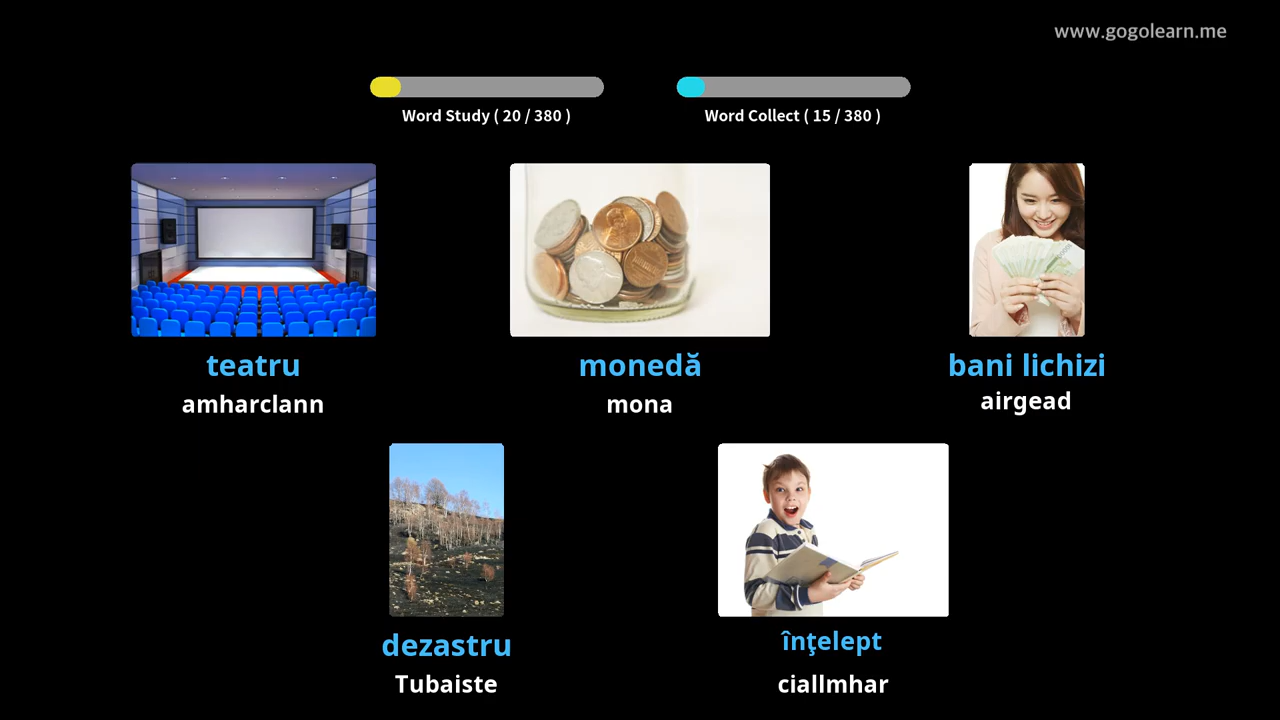 www.gogolearn.me
Word Study ( 20 / 380 )
Word Collect ( 15 / 380 )
teatru
amharclann
monedă
mona
bani lichizi
airgead
dezastru
Tubaiste
înţelept
ciallmhar